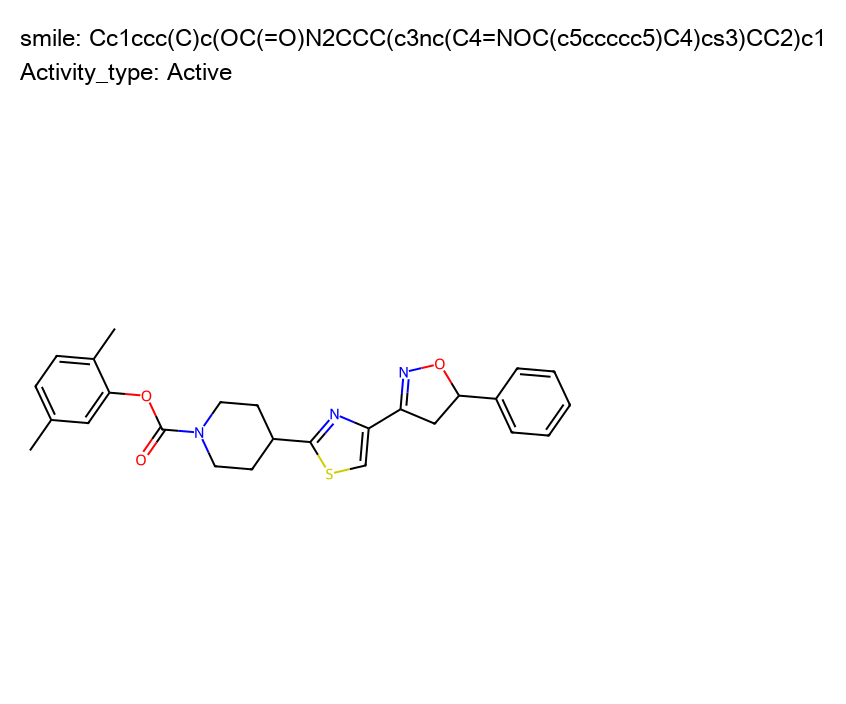 smile: Cc1ccc(C)c(OC(=O)N2CCC(c3nc(C4=NOC(c5ccccc5)C4)cs3)CC2)c1
Activity_type: Active
O
N
O
O
N
N
S